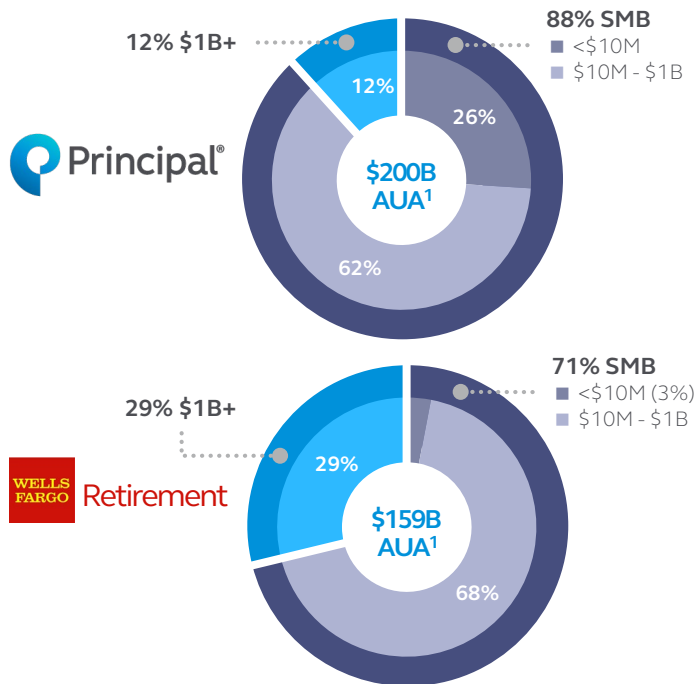 12% $1B+
88% SMB
<$10M
$10M - $1B
12%
26%
Principal®
$200B
AUA¹
62%
71% SMB
<$10M (3%)
$10M - $1B
29% $1B+
29%
WELLS
FARGO
Retirement
$159B
AUA¹
68%